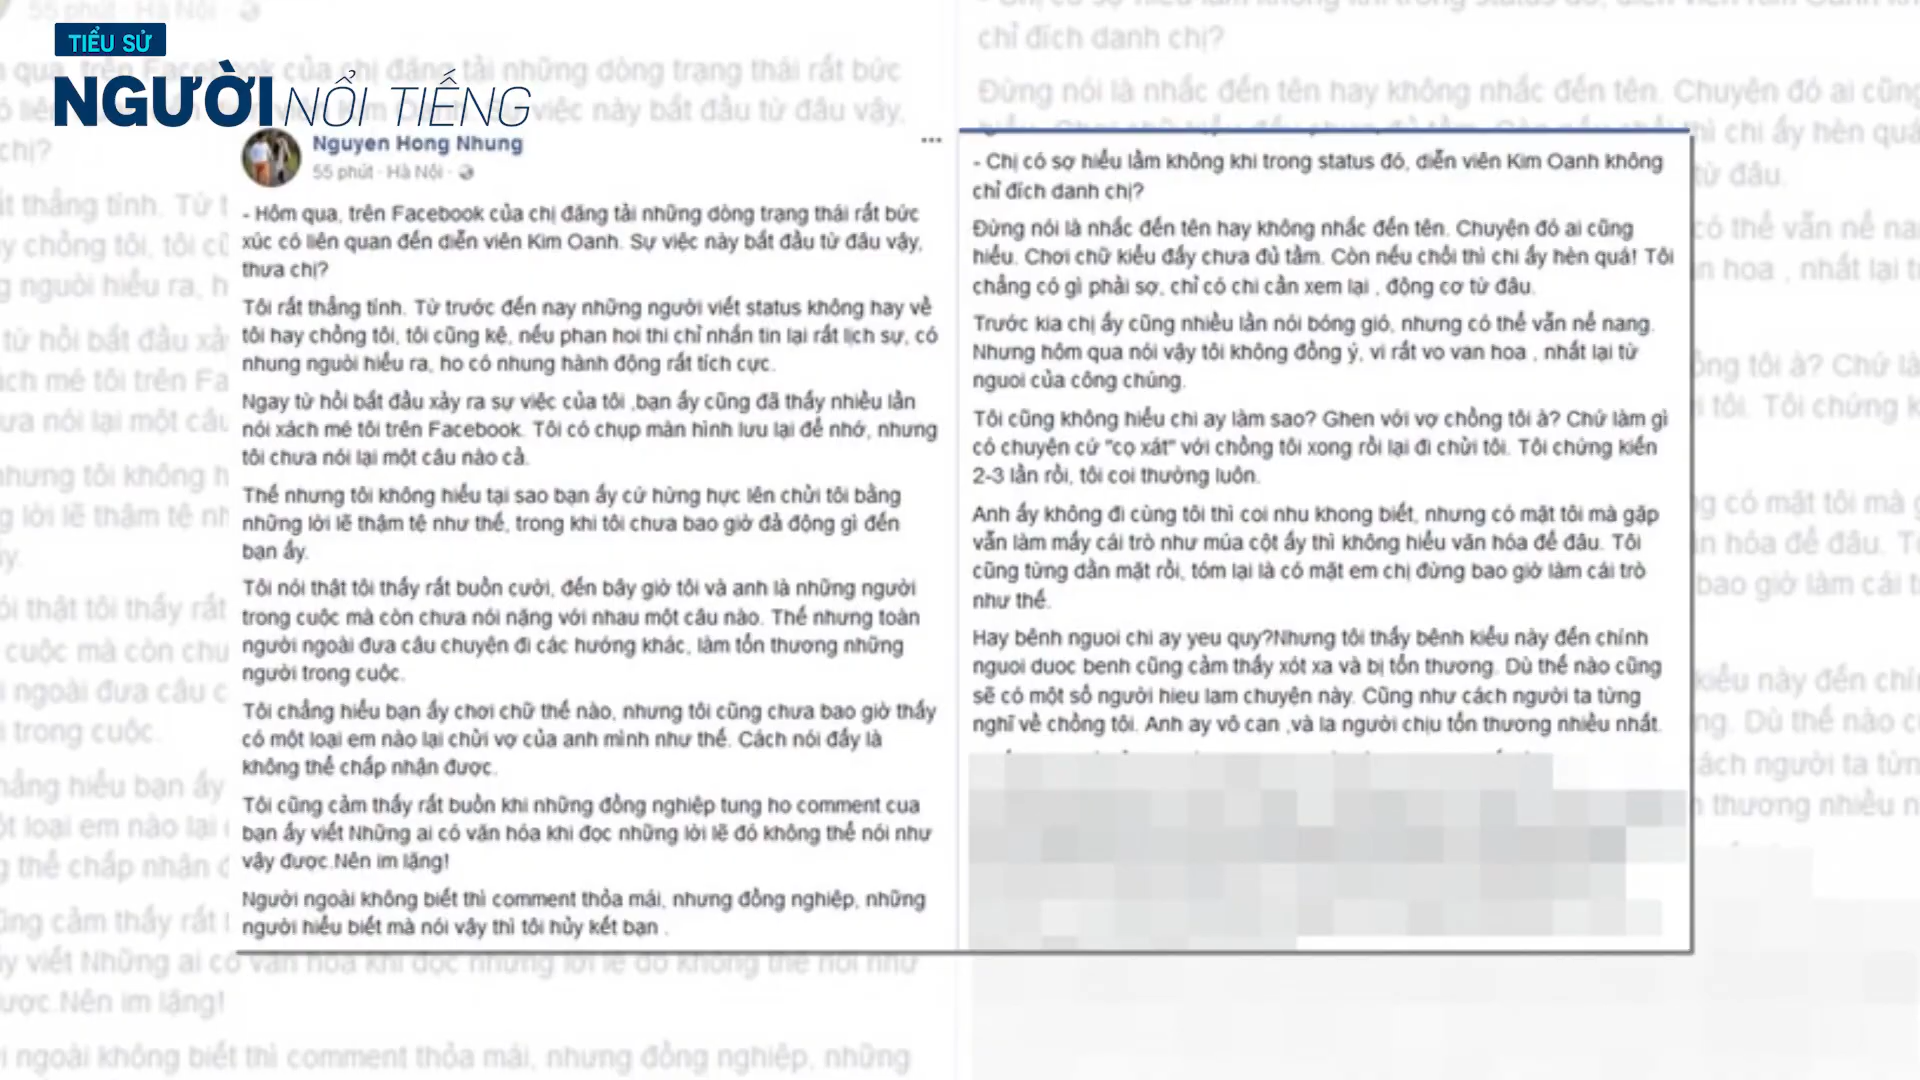 TIỂU SỬ
NGƯỜI NỔI TIẾNG
Nguyen Hong Nhung
55 phút · Hà Nội ·
- Hôm qua, trên Facebook của chị đăng tải những dòng trạng thái rất bức
xúc có liên quan đến diễn viên Kim Oanh. Sự việc này bắt đầu từ đâu vậy,
thưa chị?
Tôi rất thẳng tính. Từ trước đến nay những người viết status không hay về
tôi hay chồng tôi, tôi cũng kệ, nếu phan hoi thi chỉ nhắn tin lại rất lịch sự, có
nhung nguòi hiểu ra, ho có nhung hành động rất tích cực.
Ngay từ hồi bắt đầu xảy ra sự việc của tôi ,bạn ấy cũng đã thấy nhiều lần
nói xách mé tôi trên Facebook. Tôi có chụp màn hình lưu lại để nhớ, nhưng
tôi chưa nói lại một câu nào cả.
Thế nhưng tôi không hiểu tại sao bạn ấy cứ hừng hực lên chửi tôi bằng
những lời lẽ thậm tệ như thế, trong khi tôi chưa bao giờ đả động gì đến
bạn ấy.
Tôi nói thật tôi thấy rất buồn cười, đến bây giờ tôi và anh là những người
trong cuộc mà còn chưa nói nặng với nhau một câu nào. Thế nhưng toàn
người ngoài đưa câu chuyện đi các hướng khác, làm tổn thương những
người trong cuộc.
Tôi chẳng hiểu bạn ấy chơi chữ thế nào, nhưng tôi cũng chưa bao giờ thấy
có một loại em nào lại chửi vợ của anh mình như thế. Cách nói đấy là
không thể chấp nhận được.
Tôi cũng cảm thấy rất buồn khi những đồng nghiệp tung ho comment cua
bạn ấy viết Những ai có văn hóa khi đọc những lời lẽ đó không thể nói như
vậy được.Nên im lặng!
Người ngoài không biết thì comment thỏa mái, nhưng đồng nghiệp, những
người hiểu biết mà nói vậy thì tôi hủy kết bạn .
- Chị có sợ hiểu lầm không khi trong status đó, diễn viên Kim Oanh không
chỉ đích danh chị?
Đừng nói là nhắc đến tên hay không nhắc đến tên. Chuyện đó ai cũng
hiểu. Chơi chữ kiểu đấy chưa đủ tầm. Còn nếu chối thì chi ấy hèn quá! Tôi
chẳng có gì phải sợ, chỉ có chi cần xem lại , động cơ từ đâu.
Trước kia chị ấy cũng nhiều lần nói bóng gió, nhưng có thể vẫn nể nang.
Nhưng hôm qua nói vậy tôi không đồng ý, vi rất vo van hoa , nhất lại từ
nguoi của công chúng.
Tôi cũng không hiểu chi ay làm sao? Ghen với vợ chồng tôi à? Chứ làm gì
có chuyện cứ "cọ xát" với chồng tôi xong rồi lại đi chửi tôi. Tôi chứng kiến
2-3 lần rồi, tôi coi thường luôn.
Anh ấy không đi cùng tôi thì coi nhu khong biết, nhưng có mặt tôi mà gặp
vẫn làm mấy cái trò như múa cột ấy thì không hiểu văn hóa để đâu. Tôi
cũng từng dằn mặt rồi, tóm lại là có mặt em chị đừng bao giờ làm cái trò
như thế.
Hay bênh nguoi chi ay yeu quy?Nhưng tôi thấy bênh kiểu này đến chính
nguoi duoc benh cũng cảm thấy xót xa và bị tổn thương. Dù thế nào cũng
sẽ có một số người hieu lam chuyện này. Cũng như cách người ta từng
nghĩ về chồng tôi. Anh ay vô can ,và la người chịu tổn thương nhiều nhất.